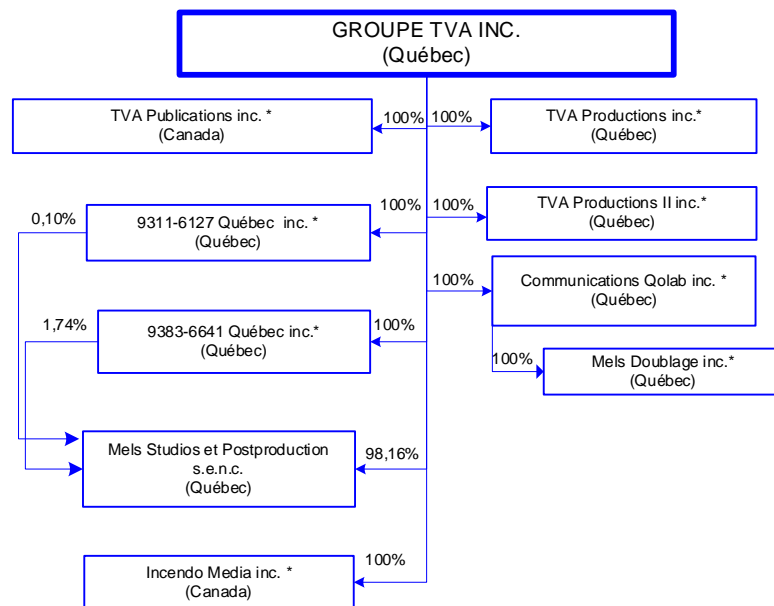 GROUPE TVA INC.
(Québec)
TVA Publications inc. *
(Canada)
100%
100%
TVA Productions inc.*
(Québec)
0,10%
9311-6127 Québec inc. *
(Québec)
100%
100%
TVA Productions II inc.*
(Québec)
100%
Communications Qolab inc. *
(Québec)
1,74%
9383-6641 Québec inc.*
(Québec)
100%
100%
Mels Doublage inc.*
(Québec)
Mels Studios et Postproduction
s.e.n.c.
(Québec)
98,16%
Incendo Media inc. *
(Canada)
100%